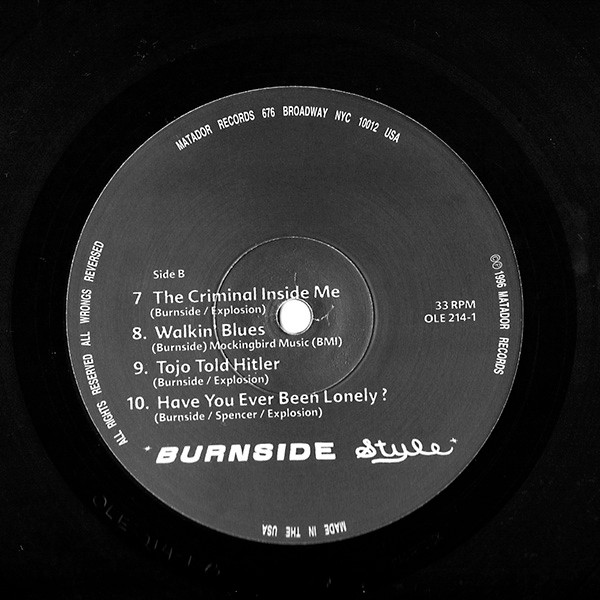 MATADOR RECORDS 676 BROADWAY NYC 10012 USA
Side B
7 The Criminal Inside Me
(Burnside / Explosion)
8. Walkin' Blues
(Burnside) Mockingbird Music (BMI)
9. Tojo Told Hitler
(Burnside / Explosion)
10. Have You Ever Been Lonely?
(Burnside / Spencer / Explosion)
33 RPM
OLE 214-1
℗© 1996 MATADOR RECORDS
ALL RIGHTS RESERVED ALL WRONGS REVERSED
*BURNSIDE Style*
MADE IN THE USA